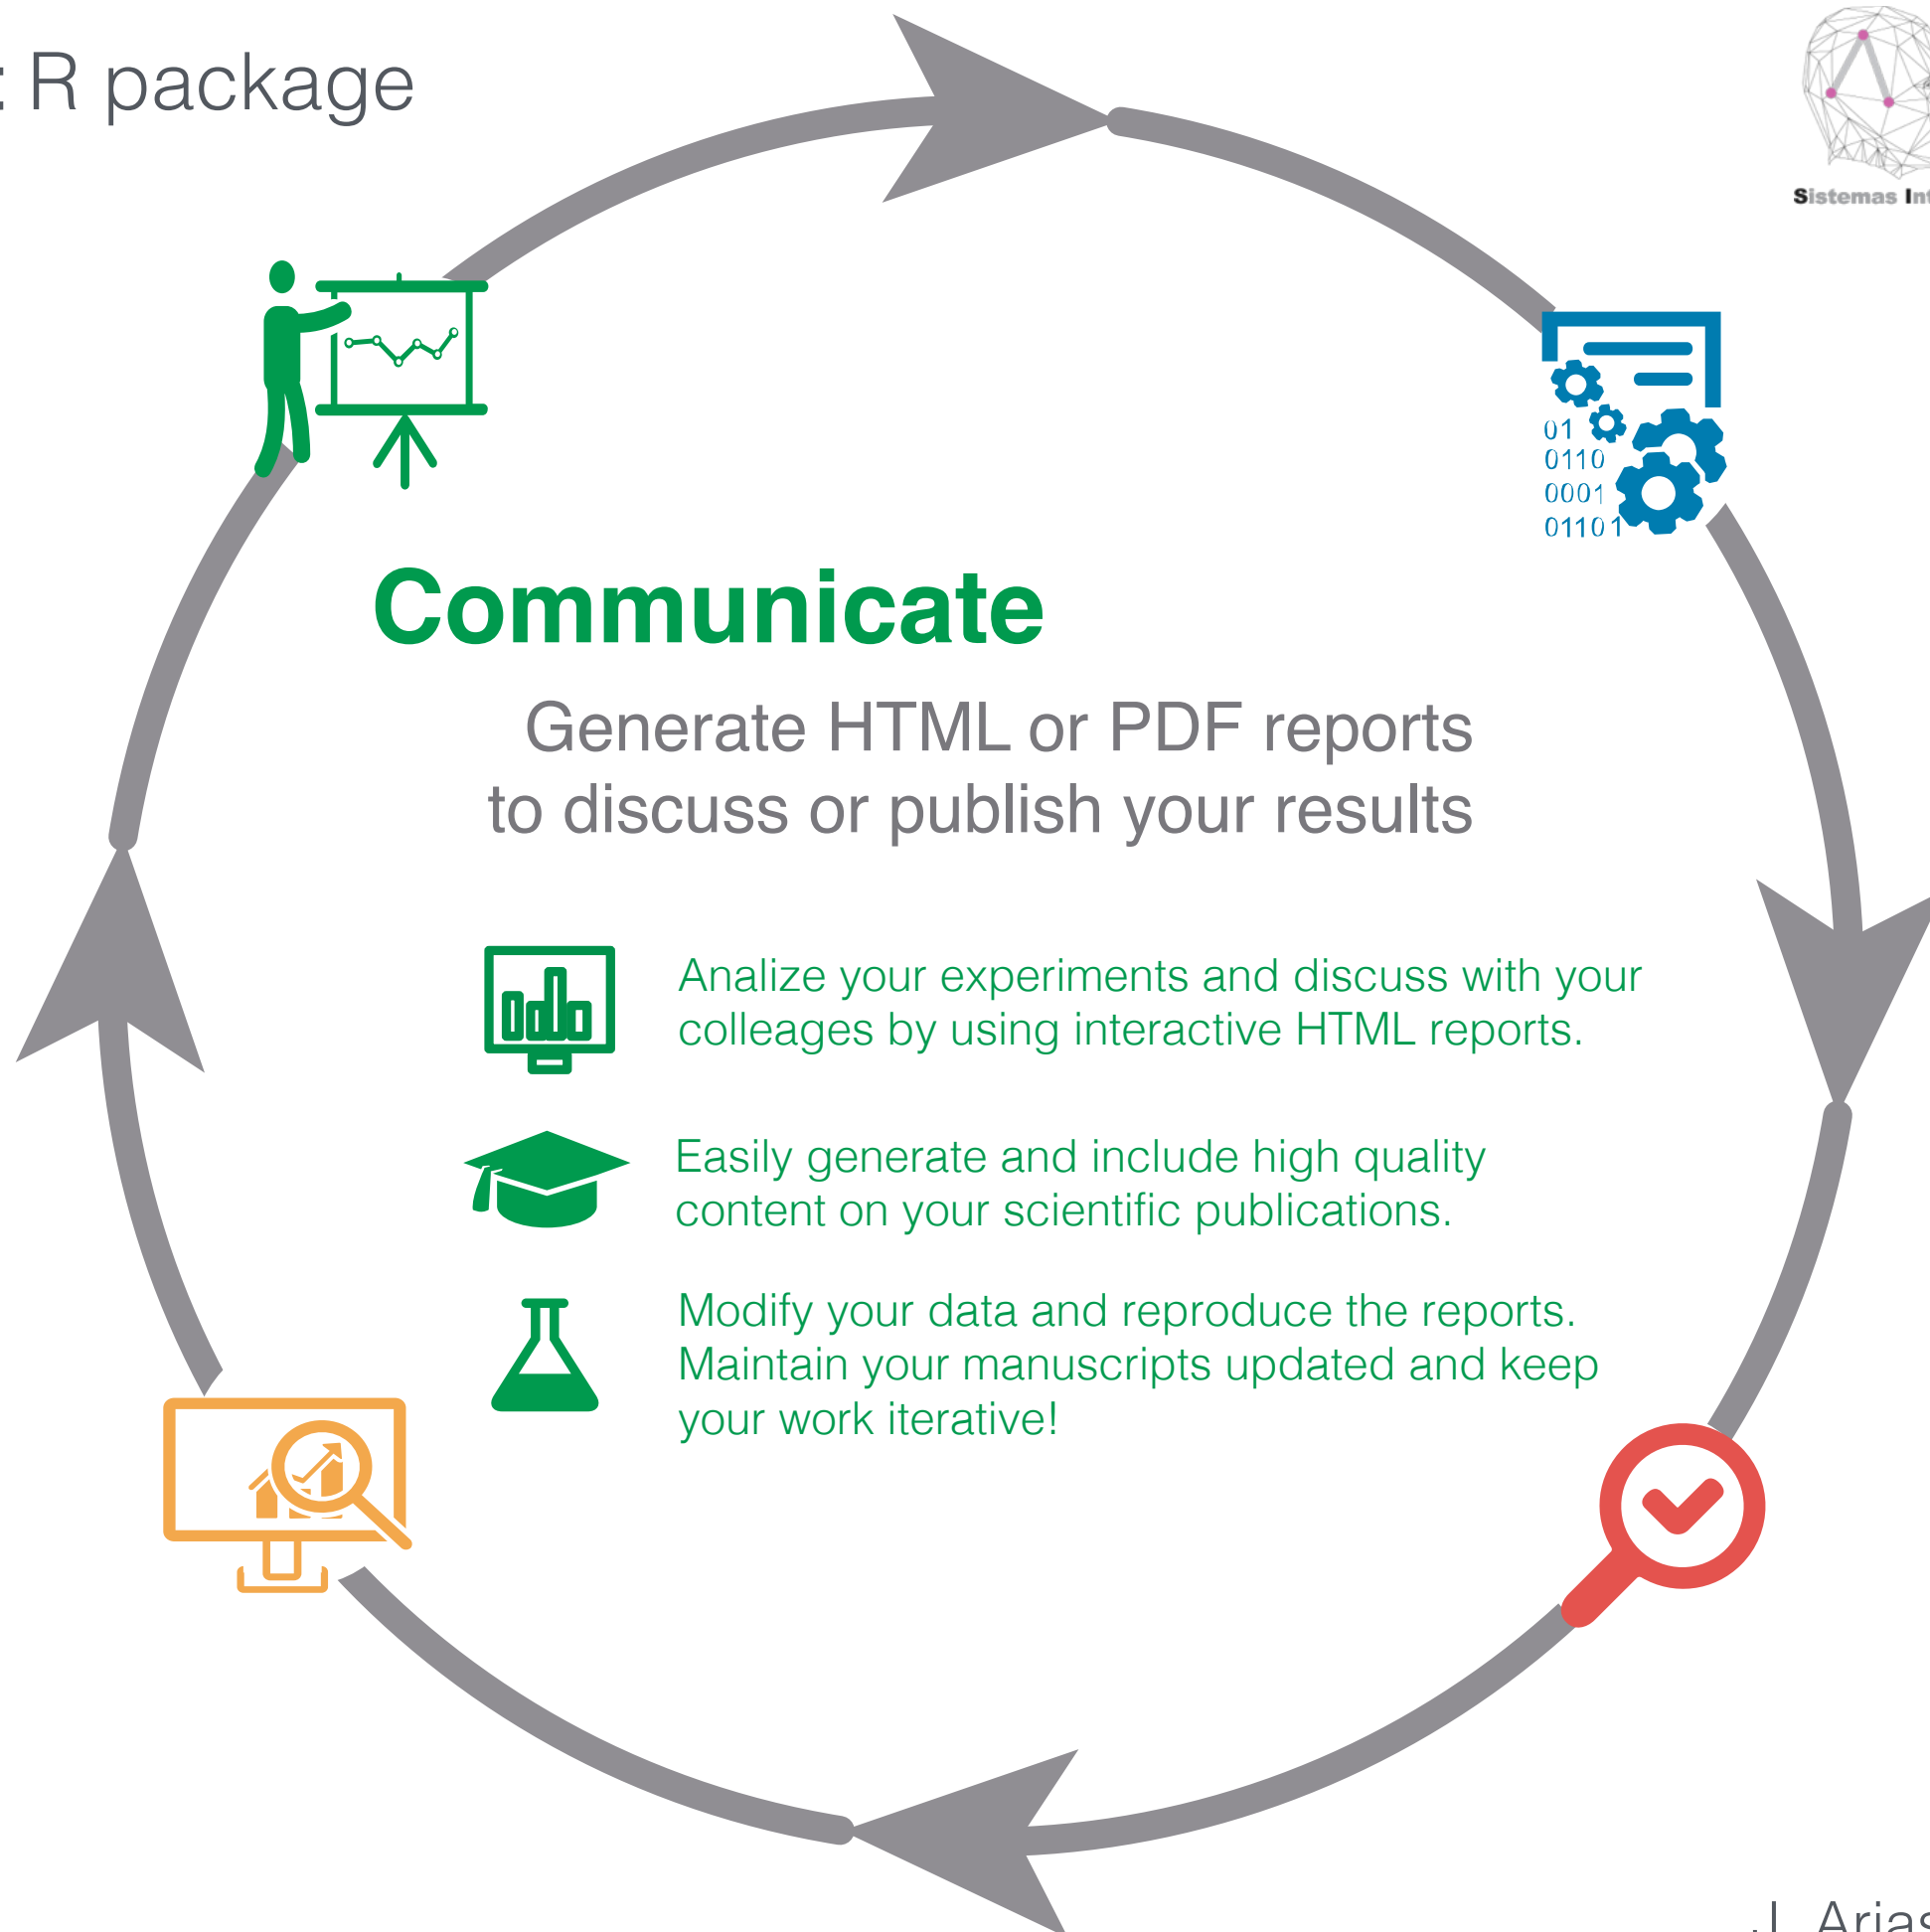 : R package
Sistemas Int
01
0110
0001
01101
Communicate
Generate HTML or PDF reports
to discuss or publish your results
Analize your experiments and discuss with your
colleages by using interactive HTML reports.
Easily generate and include high quality
content on your scientific publications.
Modify your data and reproduce the reports.
Maintain your manuscripts updated and keep
your work iterative!
J. Arias